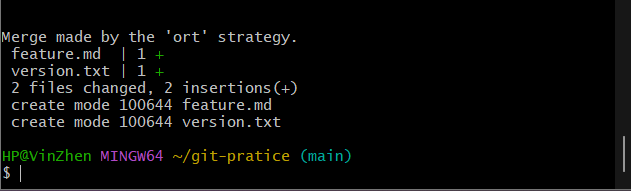 Merge made by the 'ort' strategy.
 feature.md  | 1 +
 version.txt | 1 +
 2 files changed, 2 insertions(+)
 create mode 100644 feature.md
 create mode 100644 version.txt

HP@VinZhen MINGW64 ~/git-pratice (main)
$